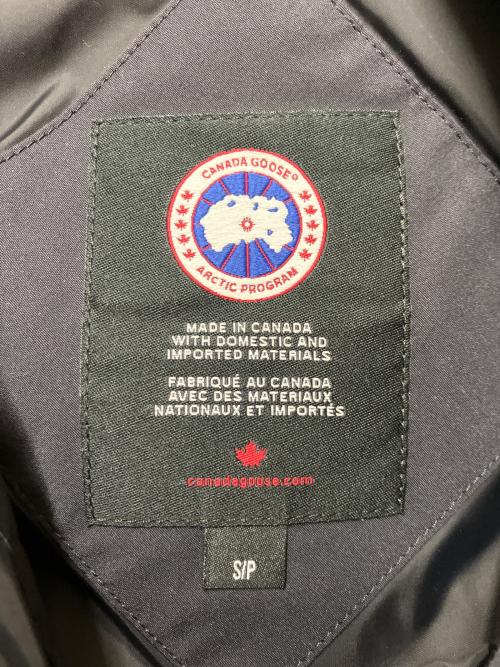 CANADA GOOSE®
ARCTIC PROGRAM
MADE IN CANADA
WITH DOMESTIC AND
IMPORTED MATERIALS
FABRIQUÉ AU CANADA
AVEC DES MATERIAUX
NATIONAUX ET IMPORTÉS
canadagoose.com
S/P